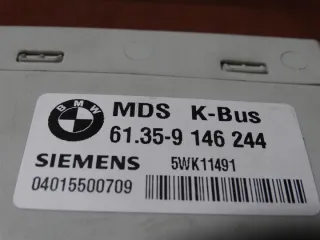 BMW
MDS K-Bus
61.35-9 146 244
SIEMENS 5WK11491
04015500709